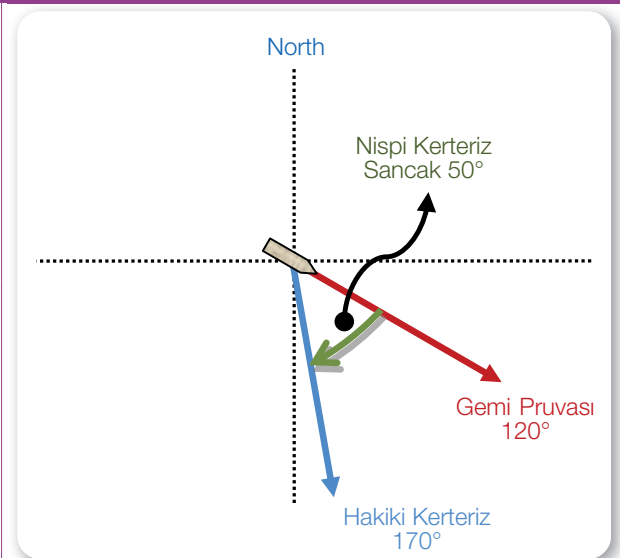 North
Nispi Kerteriz
Sancak 50°
Gemi Pruvası
120°
Hakiki Kerteriz
170°